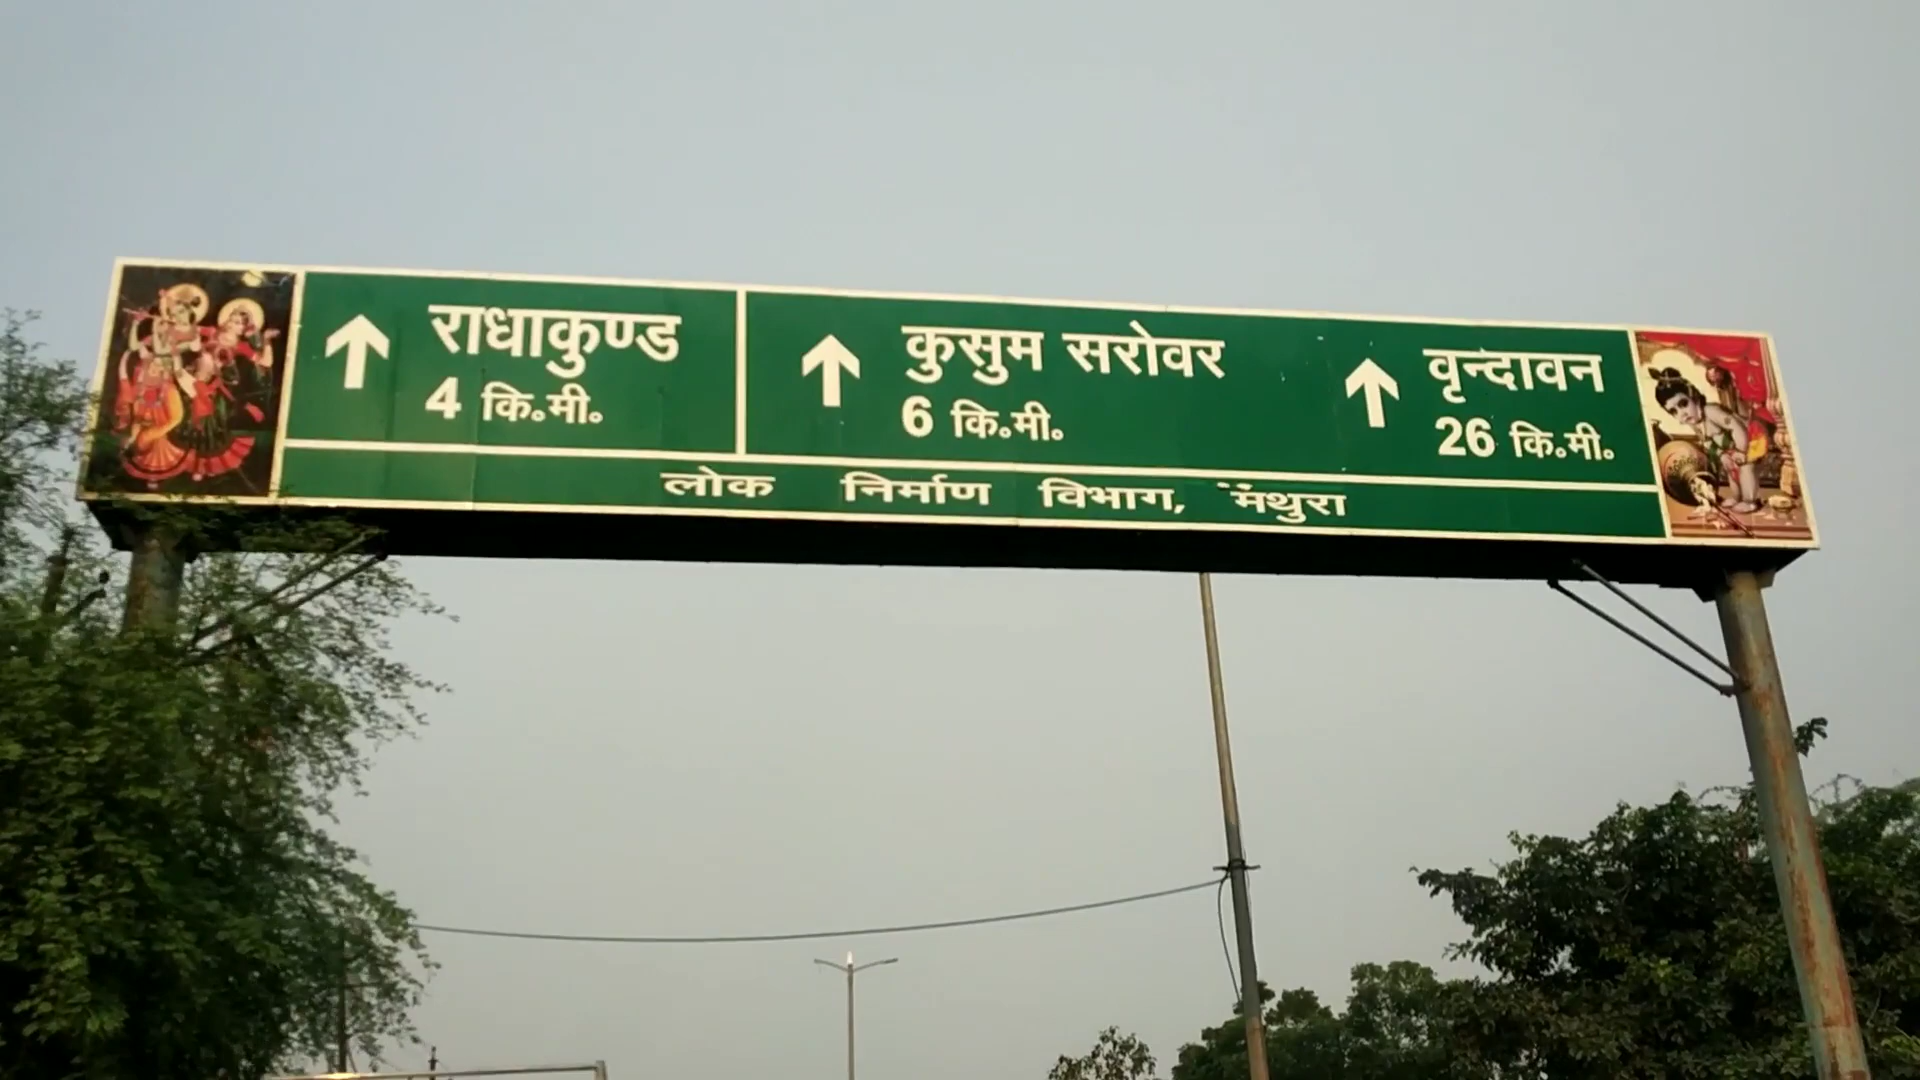 राधाकुण्ड
4 कि॰मी॰
कुसुम सरोवर
6 कि॰मी॰
वृन्दावन
26 कि॰मी॰
लोक निर्माण विभाग, मथुरा